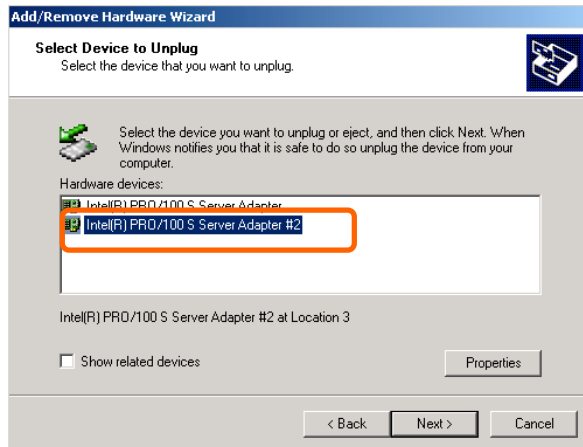 Add/Remove Hardware Wizard
Select Device to Unplug
Select the device that you want to unplug.
Select the device you want to unplug or eject, and then click Next. When
Windows notifies you that it is safe to do so unplug the device from your
computer.
Hardware devices:
Intel(R) PRO/100 S Server Adapter
Intel(R) PRO/100 S Server Adapter #2
Intel(R) PRO/100 S Server Adapter #2 at Location 3
Show related devices
Properties
< Back
Next >
Cancel